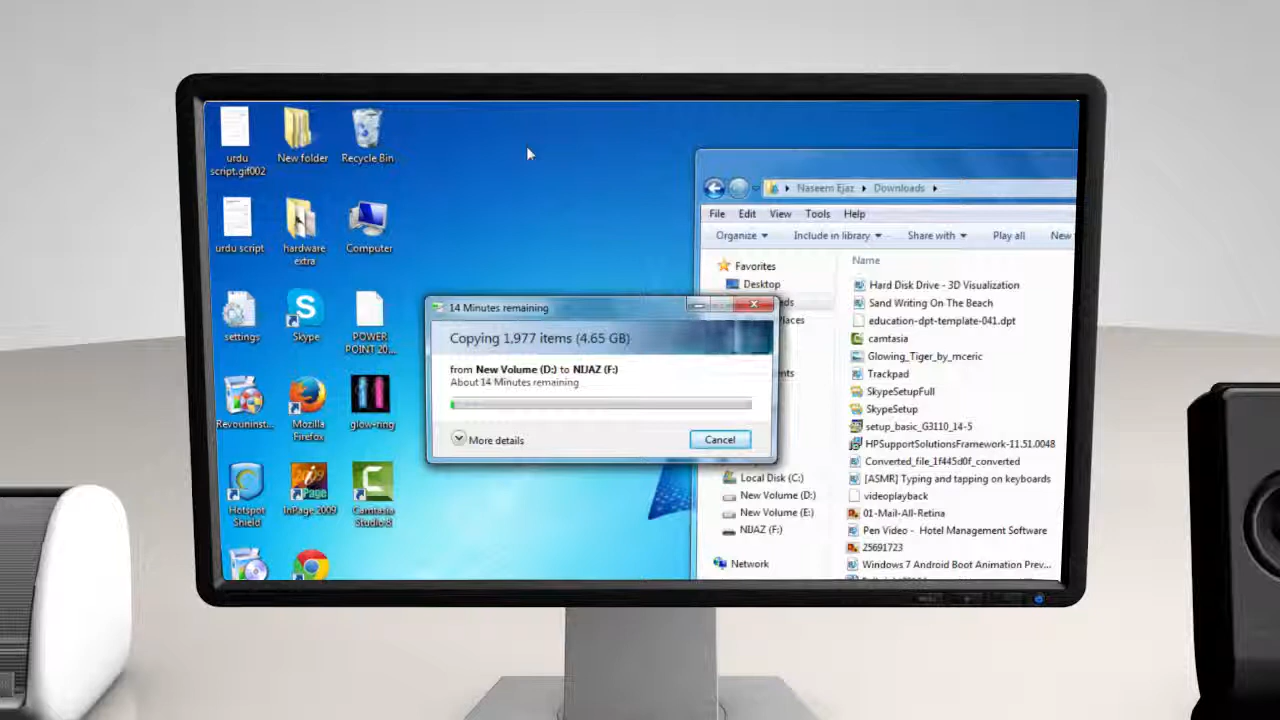 urdu
script.gif002
New folder
Recycle Bin
urdu script
hardware
extra
Computer
settings
Skype
POWER
POINT 20...
Revouninst...
Mozilla
Firefox
glow-ring
Hotspot
Shield
InPage 2009
Camtasia
Studio 8
14 Minutes remaining
Copying 1,977 items (4.65 GB)
from New Volume (D:) to NIJAZ (F:)
About 14 Minutes remaining
More details
Cancel
Naseem Ejaz
Downloads
File Edit View Tools Help
Organize Include in library Share with Play all New
Favorites
Desktop
Local Disk (C:)
New Volume (D:)
New Volume (E:)
NIJAZ (F:)
Network
Name
Hard Disk Drive - 3D Visualization
Sand Writing On The Beach
education-dpt-template-041.dpt
camtasia
Glowing_Tiger_by_mceric
Trackpad
SkypeSetupFull
SkypeSetup
setup_basic_G3110_14-5
HPSupportSolutionsFramework-11.51.0048
Converted_file_1f445d0f_converted
[ASMR] Typing and tapping on keyboards
videoplayback
01-Mail-All-Retina
Pen Video - Hotel Management Software
25691723
Windows 7 Android Boot Animation Prev...